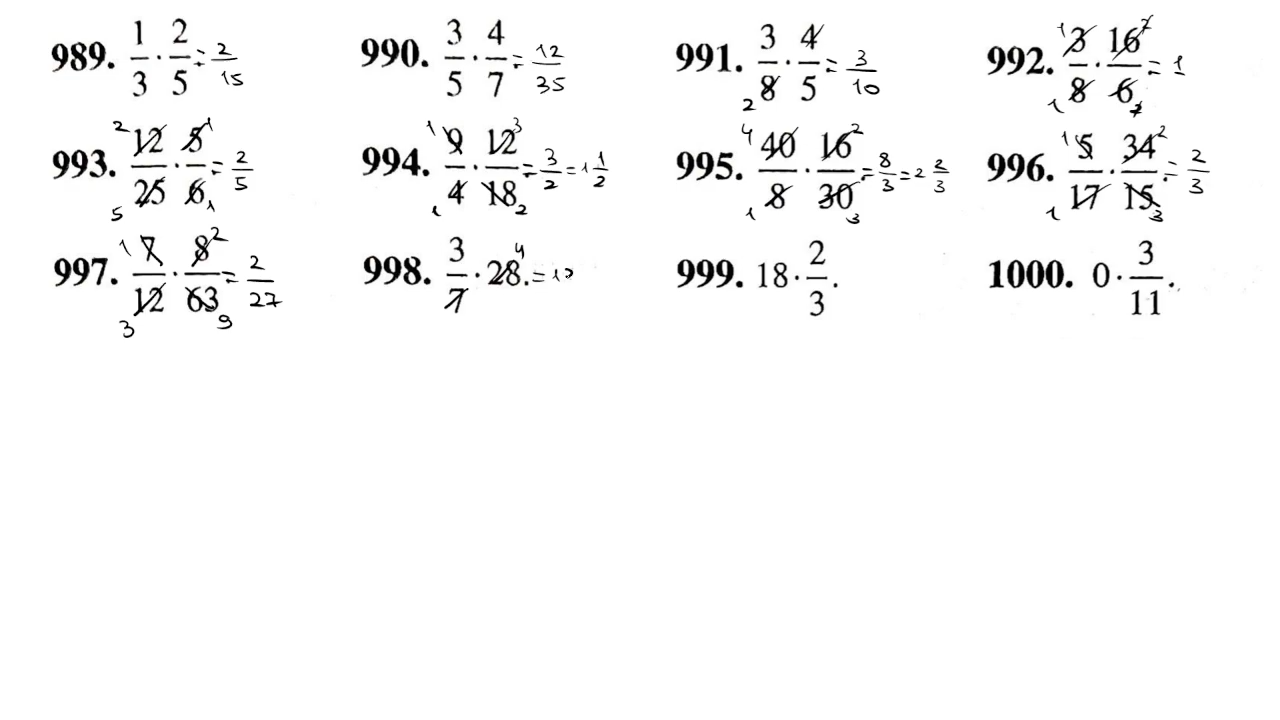 989. 1/3 · 2/5 = 2/15 990. 3/5 · 4/7 = 12/35 991. 3/8 · 4/5 = 3/10 992. 3/8 · 16/6 = 1
993. 12/25 · 5/6 = 2/5 994. 9/4 · 12/18 = 3/2 = 1 1/2 995. 40/8 · 16/30 = 8/3 = 2 2/3 996. 5/17 · 34/15 = 2/3
997. 7/12 · 8/63 = 2/27 998. 3/7 · 28. = 12 999. 18 · 2/3. 1000. 0 · 3/11.